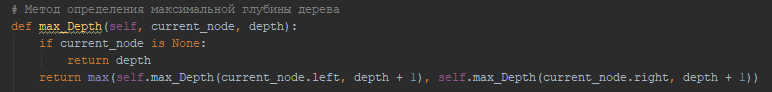 # Метод определения максимальной глубины дерева
def max_Depth(self, current_node, depth):
    if current_node is None:
        return depth
    return max(self.max_Depth(current_node.left, depth + 1), self.max_Depth(current_node.right, depth + 1))